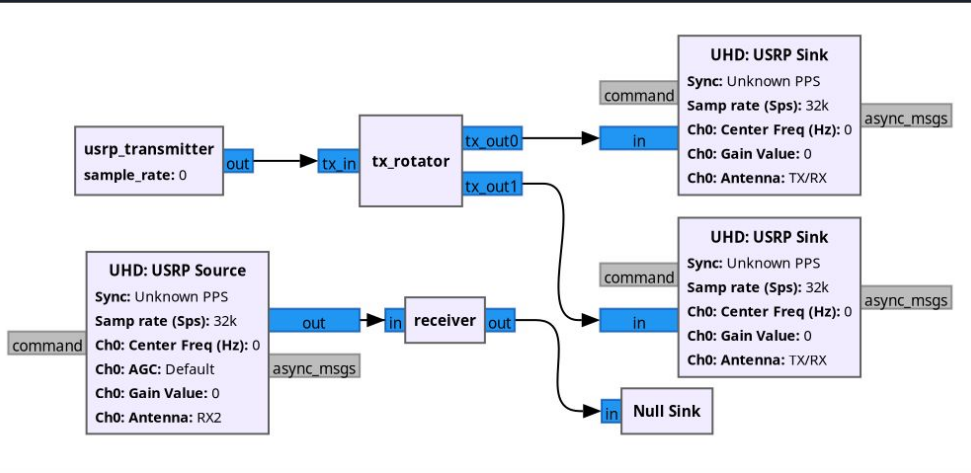 usrp_transmitter
sample_rate: 0
out
tx_in
tx_rotator
tx_out0
tx_out1
UHD: USRP Sink
Sync: Unknown PPS
Samp rate (Sps): 32k
Ch0: Center Freq (Hz): 0
Ch0: Gain Value: 0
Ch0: Antenna: TX/RX
command
in
async_msgs
UHD: USRP Sink
Sync: Unknown PPS
Samp rate (Sps): 32k
Ch0: Center Freq (Hz): 0
Ch0: Gain Value: 0
Ch0: Antenna: TX/RX
command
in
async_msgs
UHD: USRP Source
Sync: Unknown PPS
Samp rate (Sps): 32k
Ch0: Center Freq (Hz): 0
Ch0: AGC: Default
Ch0: Gain Value: 0
Ch0: Antenna: RX2
command
out
async_msgs
in
receiver
out
in
Null Sink